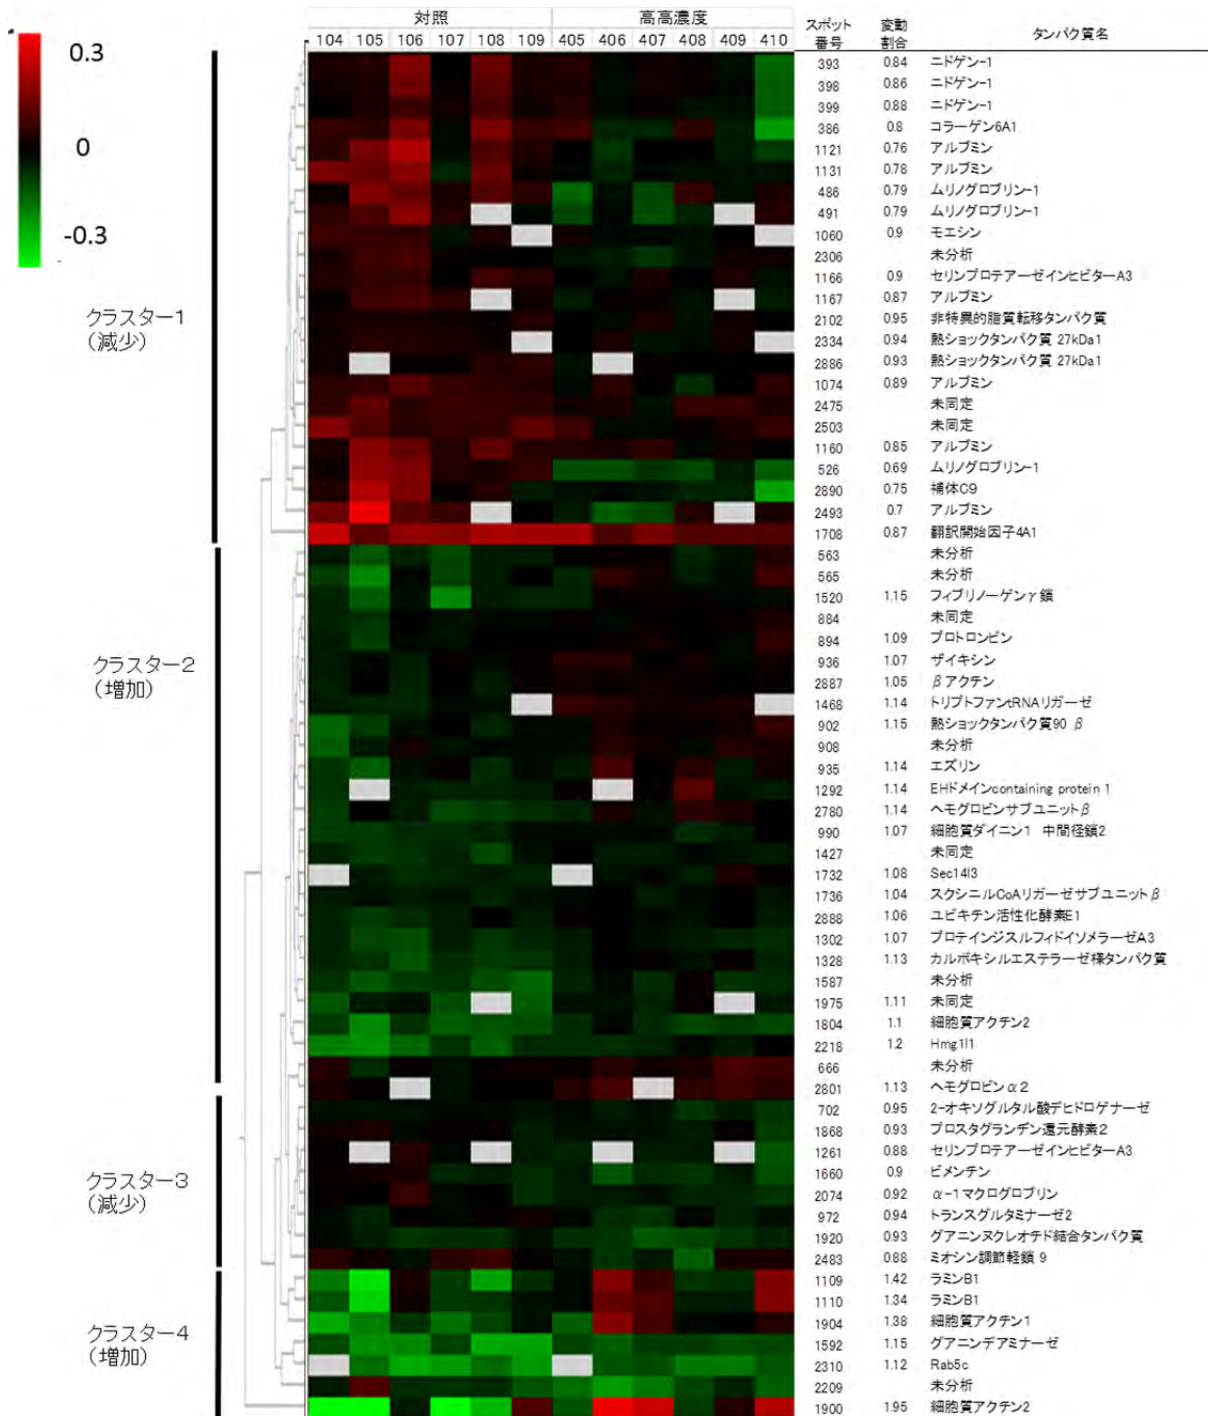 対照 高高濃度
104 105 106 107 108 109 405 406 407 408 409 410
スポット番号 変動割合 タンパク質名
0.3
0
-0.3
クラスター1
（減少）
クラスター2
（増加）
クラスター3
（減少）
クラスター4
（増加）
393 0.84 ニドゲン-1
398 0.86 ニドゲン-1
399 0.88 ニドゲン-1
386 0.8 コラーゲン6A1
1121 0.76 アルブミン
1131 0.78 アルブミン
486 0.79 ムリノグロブリン-1
491 0.79 ムリノグロブリン-1
1060 0.9 モエシン
2306 未分析
1166 0.9 セリンプロテアーゼインヒビターA3
1167 0.87 アルブミン
2102 0.95 非特異的脂質転移タンパク質
2334 0.94 熱ショックタンパク質 27kDa1
2886 0.93 熱ショックタンパク質 27kDa1
1074 0.89 アルブミン
2475 未同定
2503 未同定
1160 0.85 アルブミン
526 0.69 ムリノグロブリン-1
2890 0.75 補体C9
2493 0.7 アルブミン
1708 0.87 翻訳開始因子4A1
563 未分析
565 未分析
1520 1.15 フィブリノーゲンγ鎖
884 未同定
894 1.09 プロトロンビン
936 1.07 ザイキシン
2887 1.05 βアクチン
1468 1.14 トリプトファンtRNAリガーゼ
902 1.15 熱ショックタンパク質90 β
908 未分析
935 1.14 エズリン
1292 1.14 EHドメインcontaining protein 1
2780 1.14 ヘモグロビンサブユニットβ
990 1.07 細胞質ダイニン1　中間径鎖2
1427 未同定
1732 1.08 Sec14l3
1736 1.04 スクシニルCoAリガーゼサブユニットβ
2888 1.06 ユビキチン活性化酵素E1
1302 1.07 プロテインジスルフィドイソメラーゼA3
1328 1.13 カルボキシルエステラーゼ様タンパク質
1587 未分析
1975 1.11 未同定
1804 1.1 細胞質アクチン2
2218 1.2 Hmg1l1
666 未分析
2801 1.13 ヘモグロビンα2
702 0.95 2-オキソグルタル酸デヒドロゲナーゼ
1868 0.93 プロスタグランデン還元酵素2
1261 0.88 セリンプロテアーゼインヒビターA3
1660 0.9 ビメンチン
2074 0.92 α-1マクログロブリン
972 0.94 トランスグルタミナーゼ2
1920 0.93 グアニンヌクレオチド結合タンパク質
2483 0.88 ミオシン調節軽鎖 9
1109 1.42 ラミンB1
1110 1.34 ラミンB1
1904 1.38 細胞質アクチン1
1592 1.15 グアニンデアミナーゼ
2310 1.12 Rab5c
2209 未分析
1900 1.95 細胞質アクチン2